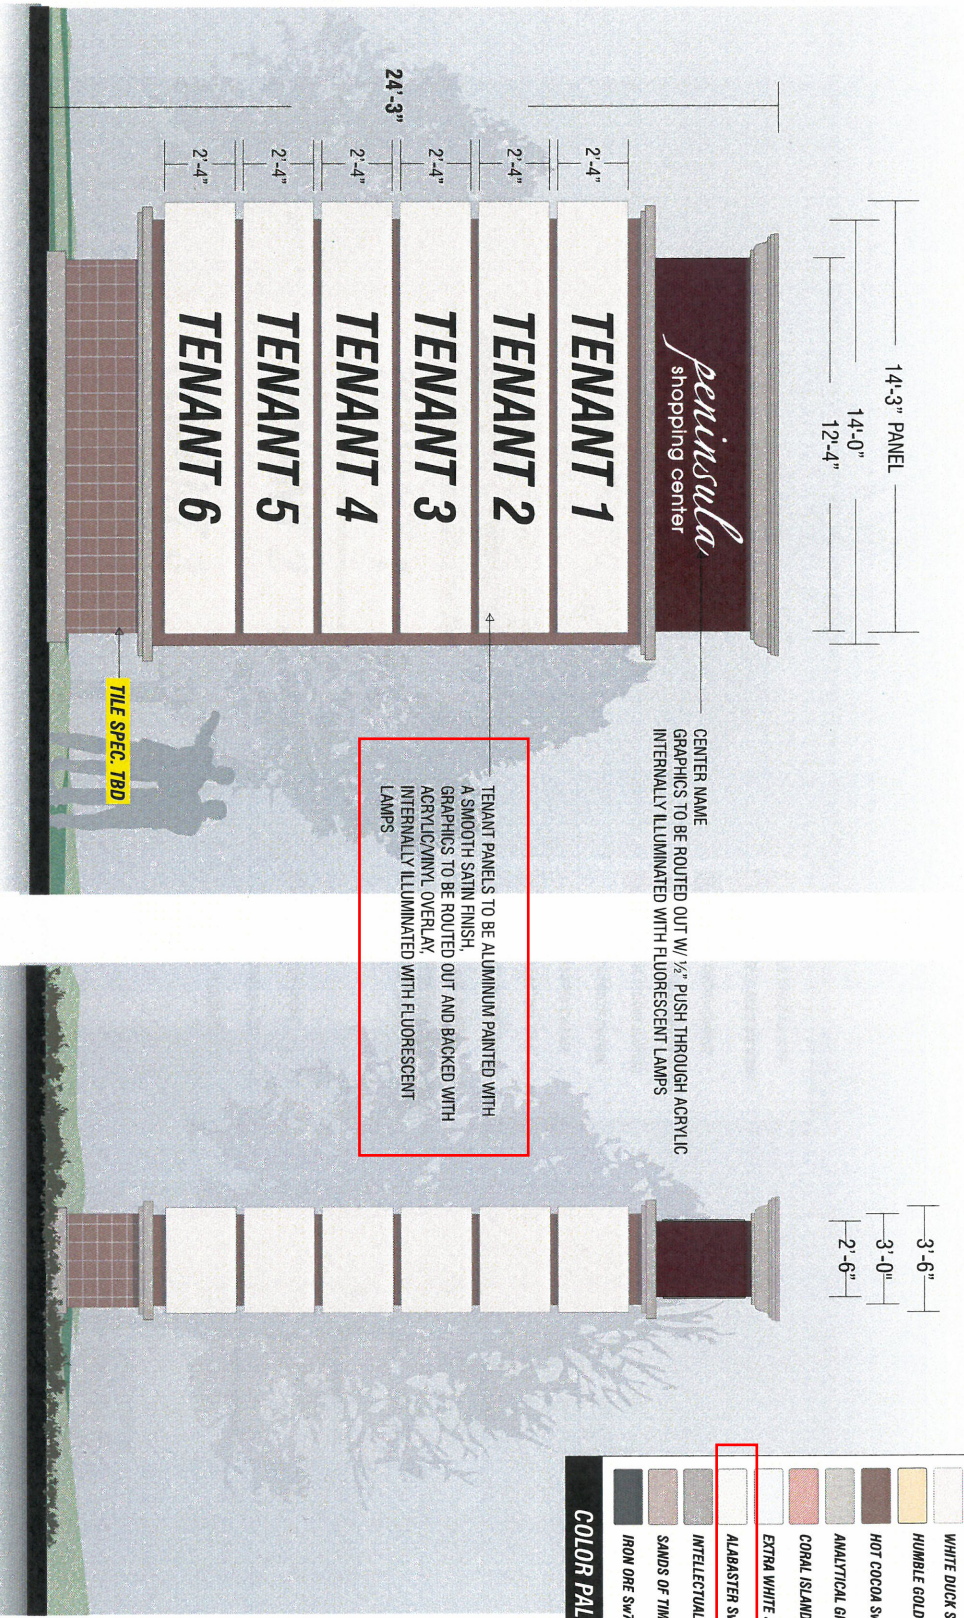 14'-3" PANEL
14'-0"
12'-4"
24'-3"
peninsula
shopping center
2'-4"
TENANT 1
2'-4"
TENANT 2
2'-4"
TENANT 3
2'-4"
TENANT 4
2'-4"
TENANT 5
2'-4"
TENANT 6
CENTER NAME
GRAPHICS TO BE ROUTED OUT W/ ½" PUSH THROUGH ACRYLIC
INTERNALLY ILLUMINATED WITH FLUORESCENT LAMPS
TENANT PANELS TO BE ALUMINUM PAINTED WITH
A SMOOTH SATIN FINISH,
GRAPHICS TO BE ROUTED OUT AND BACKED WITH
ACRYLIC/VINYL OVERLAY,
INTERNALLY ILLUMINATED WITH FLUORESCENT
LAMPS
TILE SPEC. TBD
3'-6"
3'-0"
2'-6"
WHITE DUCK
HUMBLE GOLD
HOT COCOA
ANALYTICAL
CORAL ISLAND
EXTRA WHITE
ALABASTER
INTELLECTUAL
SANDS OF
IRON ORE
COLOR